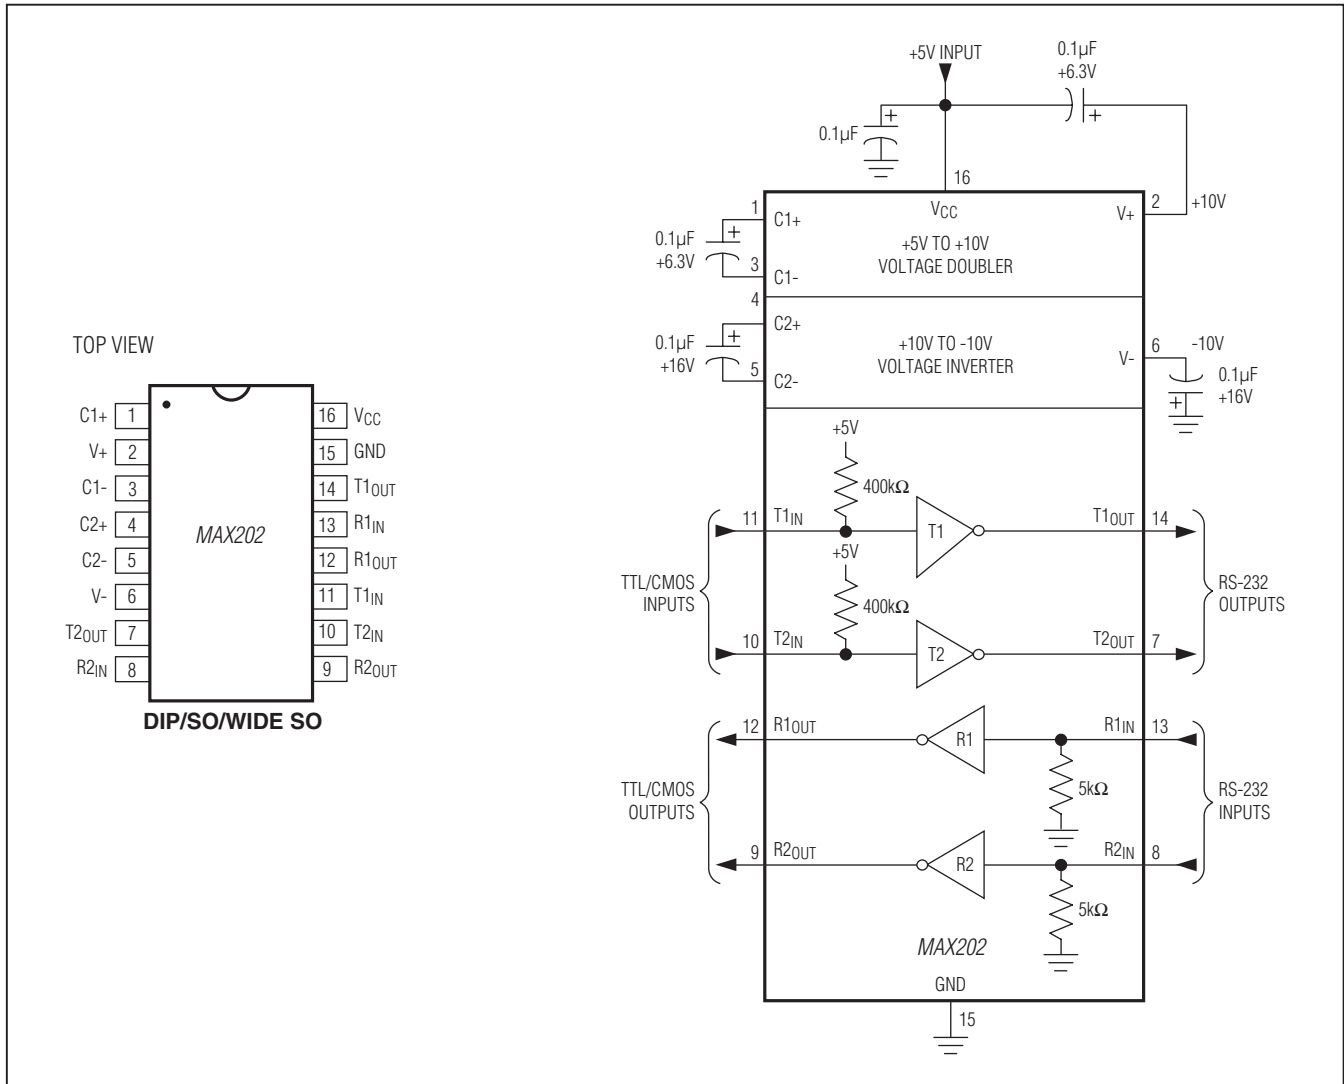 TOP VIEW
C1+ 1
V+ 2
C1- 3
C2+ 4
C2- 5
V- 6
T2OUT 7
R2IN 8
MAX202
16 VCC
15 GND
14 T1OUT
13 R1IN
12 R1OUT
11 T1IN
10 T2IN
9 R2OUT
DIP/SO/WIDE SO
+5V INPUT
0.1µF
+6.3V
+
0.1µF
+
16
VCC
1
C1+
0.1µF
+6.3V
+
3
C1-
+5V TO +10V
VOLTAGE DOUBLER
V+
2
+10V
4
C2+
0.1µF
+16V
+
5
C2-
+10V TO -10V
VOLTAGE INVERTER
V-
6
-10V
0.1µF
+16V
+
+5V
400kΩ
TTL/CMOS
INPUTS
11
T1IN
T1
T1OUT
14
+5V
400kΩ
10
T2IN
T2
T2OUT
7
RS-232
OUTPUTS
TTL/CMOS
OUTPUTS
12
R1OUT
R1
R1IN
13
5kΩ
9
R2OUT
R2
R2IN
8
5kΩ
RS-232
INPUTS
MAX202
GND
15